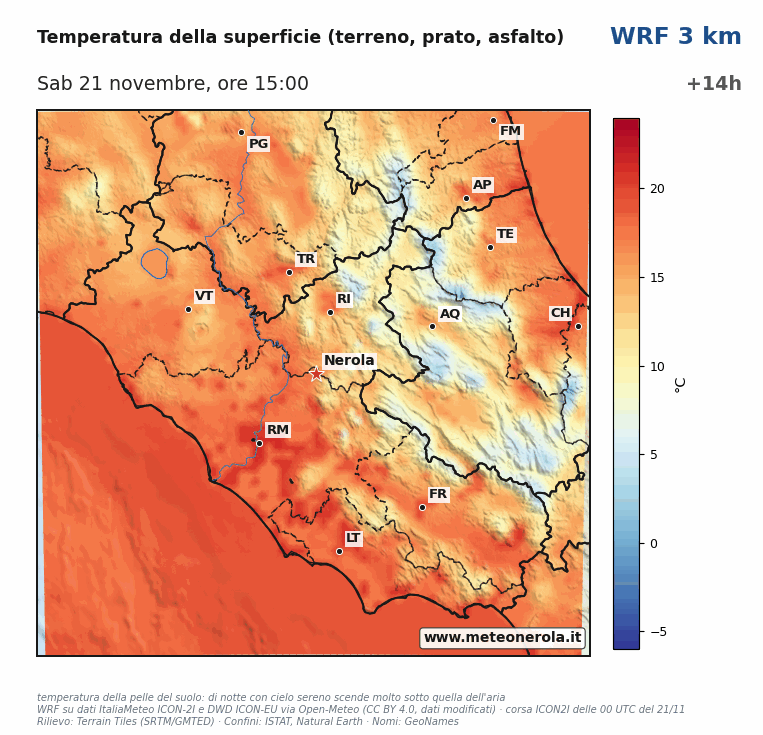 Temperatura della superficie (terreno, prato, asfalto)
WRF 3 km
Sab 21 novembre, ore 15:00
+14h
FM
PG
AP
TE
TR
VT
RI
AQ
CH
Nerola
RM
FR
LT
www.meteonerola.it
20
15
10
5
0
−5
°C
temperatura della pelle del suolo: di notte con cielo sereno scende molto sotto quella dell'aria
WRF su dati ItaliaMeteo ICON-2I e DWD ICON-EU via Open-Meteo (CC BY 4.0, dati modificati) · corsa ICON2I delle 00 UTC del 21/11
Rilievo: Terrain Tiles (SRTM/GMTED) · Confini: ISTAT, Natural Earth · Nomi: GeoNames